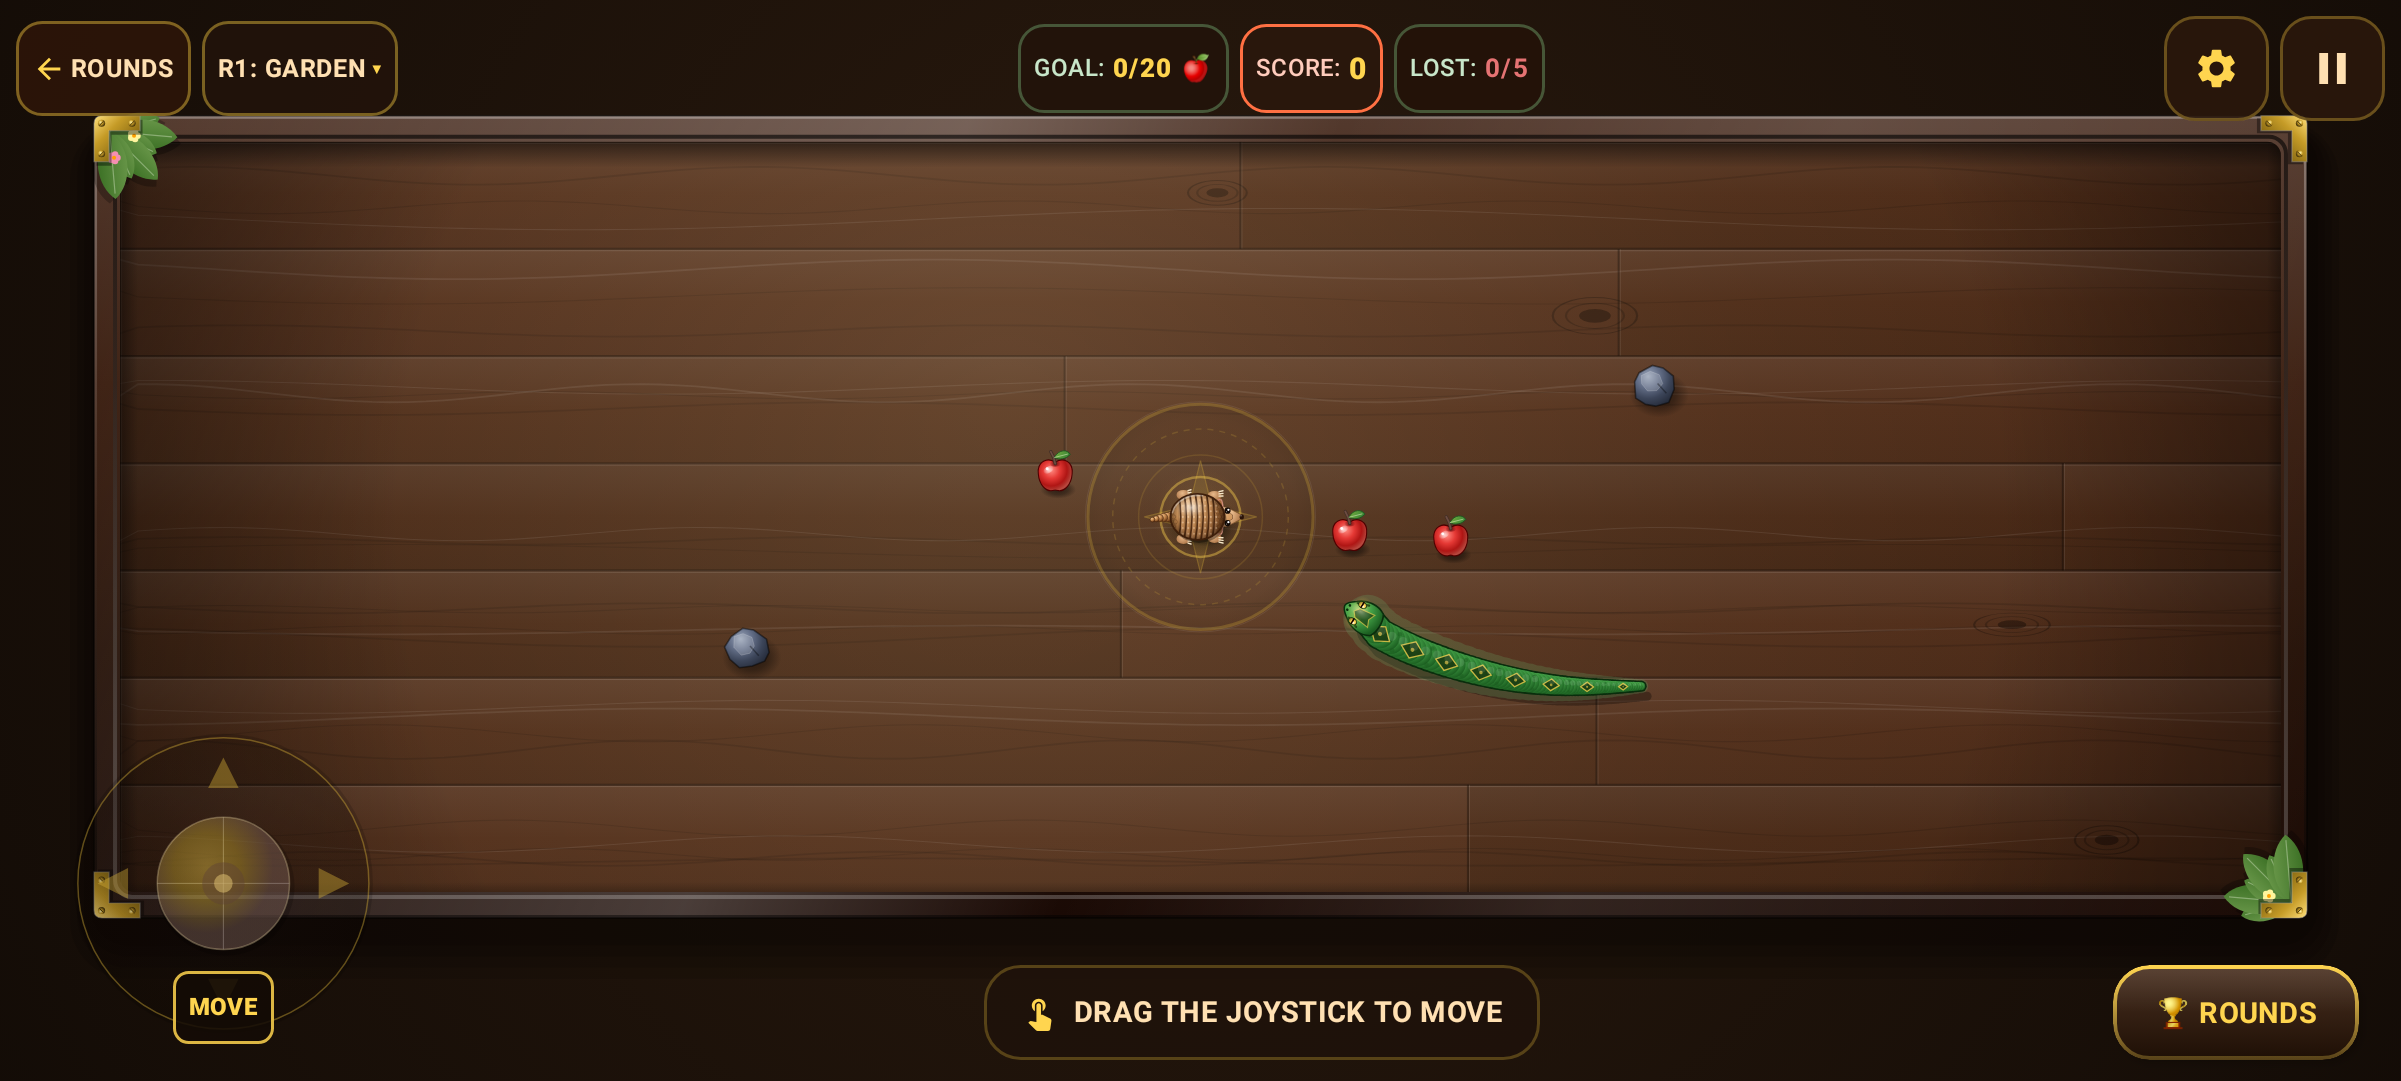 ROUNDS
R1: GARDEN
GOAL: 0/20
SCORE: 0
LOST: 0/5
MOVE
DRAG THE JOYSTICK TO MOVE
ROUNDS